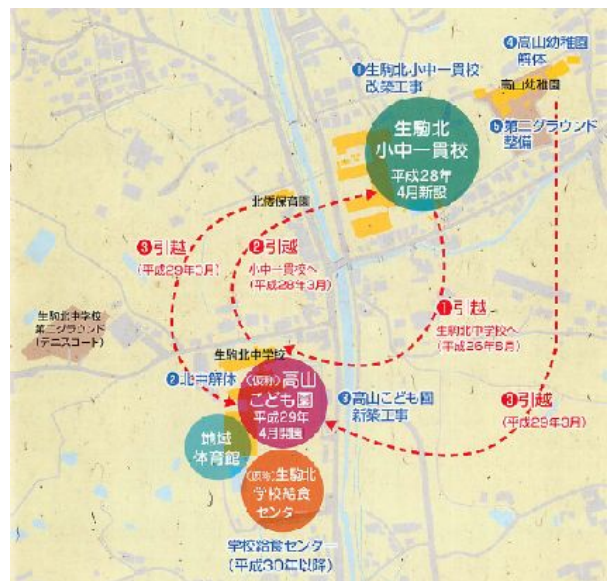 ❹高山幼稚園
解体
❶生駒北小中一貫校
改築工事
高山幼稚園
生駒北
小中一貫校
平成28年
4月新設
❺第二グラウンド
整備
北倭保育園
❸引越
(平成29年3月)
❷引越
小中一貫校へ
(平成28年3月)
❶引越
生駒北中学校へ
(平成26年8月)
生駒北中学校
第二グラウンド
(テニスコート)
生駒北中学校
❷北中解体
(仮称)高山
こども園
平成29年
4月開園
❸高山こども園
新築工事
❸引越
(平成29年3月)
地域
体育館
(仮称)生駒北
学校給食
センター
学校給食センター
(平成30年以降)